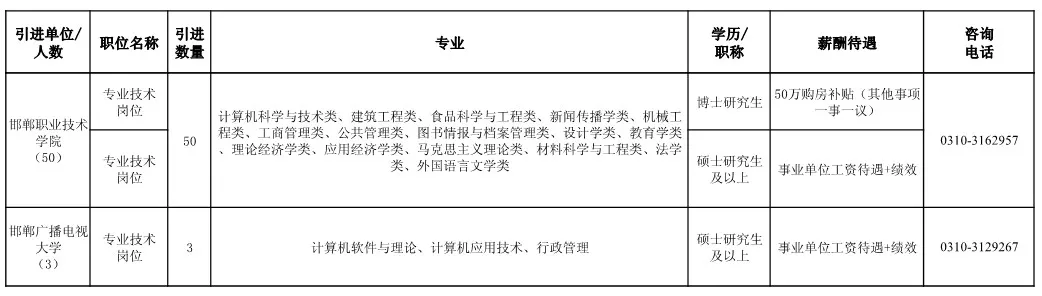 引进单位/
人数
职位名称
引进
数量
专业
学历/
职称
薪酬待遇
咨询
电话
邯郸职业技术
学院
（50）
专业技术
岗位
专业技术
岗位
50
计算机科学与技术类、建筑工程类、食品科学与工程类、新闻传播学类、机械工
程类、工商管理类、公共管理类、图书情报与档案管理类、设计学类、教育学类
、理论经济学类、应用经济学类、马克思主义理论类、材料科学与工程类、法学
类、外国语言文学类
博士研究生
50万购房补贴（其他事项
一事一议）
硕士研究生
及以上
事业单位工资待遇+绩效
0310-3162957
邯郸广播电视
大学
（3）
专业技术
岗位
3
计算机软件与理论、计算机应用技术、行政管理
硕士研究生
及以上
事业单位工资待遇+绩效
0310-3129267